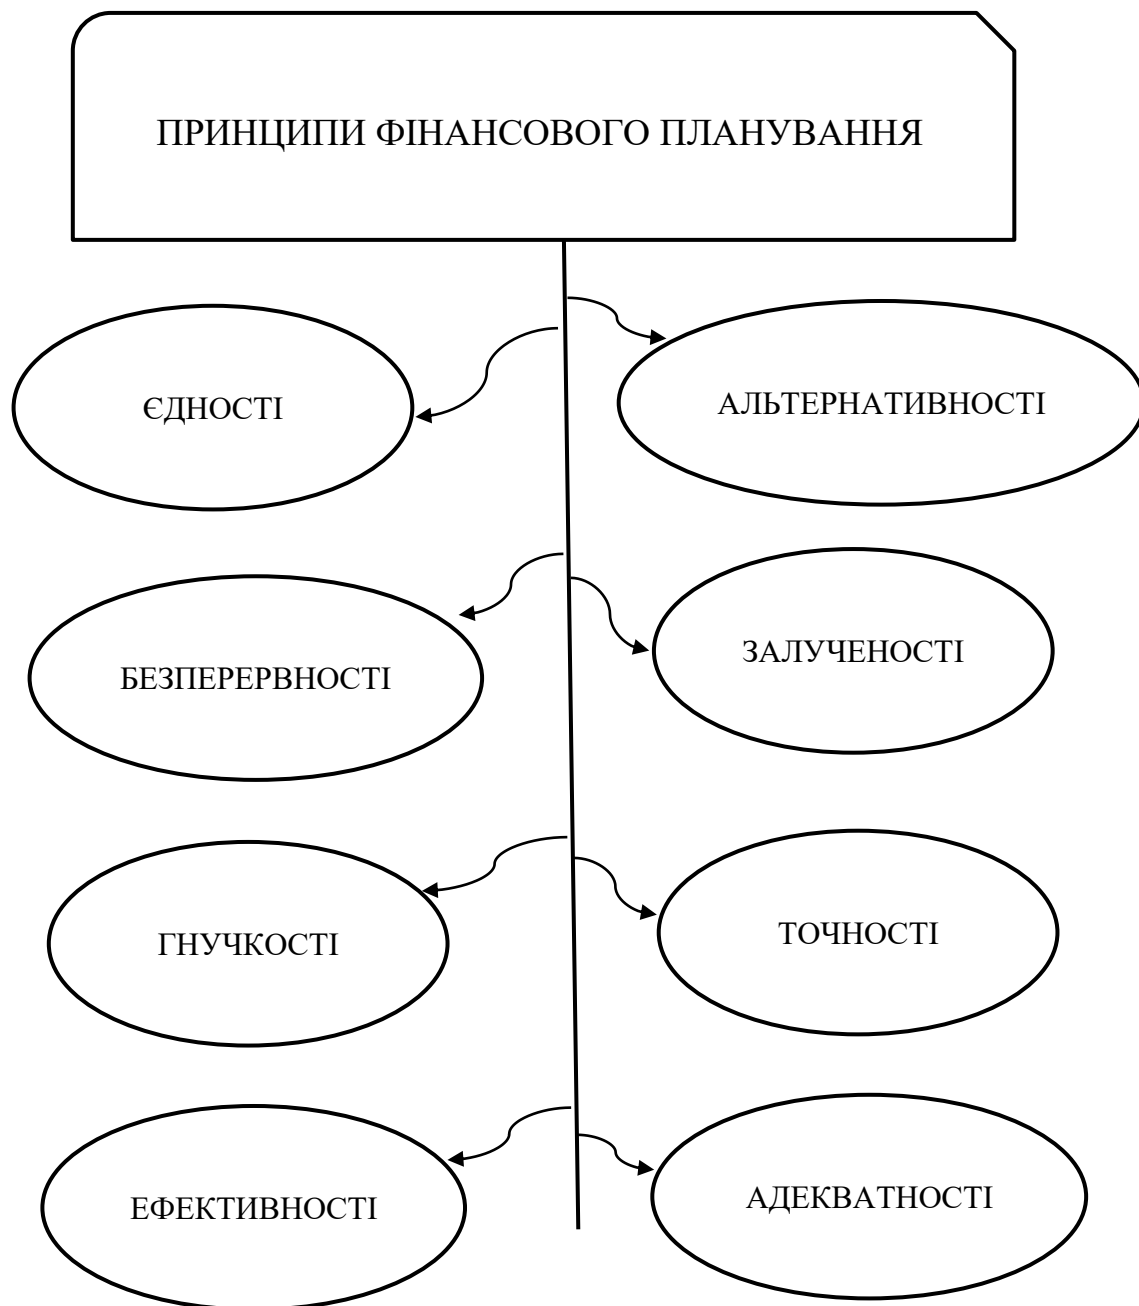 ПРИНЦИПИ ФІНАНСОВОГО ПЛАНУВАННЯ
ЄДНОСТІ
АЛЬТЕРНАТИВНОСТІ
БЕЗПЕРЕРВНОСТІ
ЗАЛУЧЕНОСТІ
ГНУЧКОСТІ
ТОЧНОСТІ
ЕФЕКТИВНОСТІ
АДЕКВАТНОСТІ